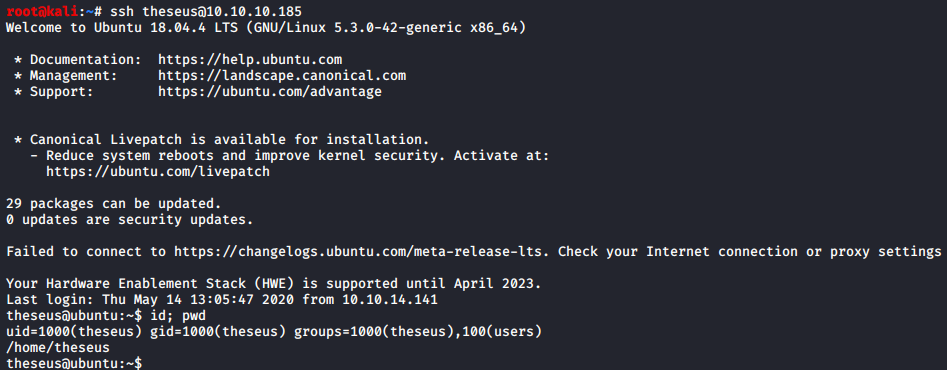 root@kali:~# ssh theseus@10.10.10.185
Welcome to Ubuntu 18.04.4 LTS (GNU/Linux 5.3.0-42-generic x86_64)
* Documentation:  https://help.ubuntu.com
* Management:     https://landscape.canonical.com
* Support:        https://ubuntu.com/advantage
* Canonical Livepatch is available for installation.
- Reduce system reboots and improve kernel security. Activate at:
https://ubuntu.com/livepatch
29 packages can be updated.
0 updates are security updates.
Failed to connect to https://changelogs.ubuntu.com/meta-release-lts. Check your Internet connection or proxy settings
Your Hardware Enablement Stack (HWE) is supported until April 2023.
Last login: Thu May 14 13:05:47 2020 from 10.10.14.141
theseus@ubuntu:~$ id; pwd
uid=1000(theseus) gid=1000(theseus) groups=1000(theseus),100(users)
/home/theseus
theseus@ubuntu:~$